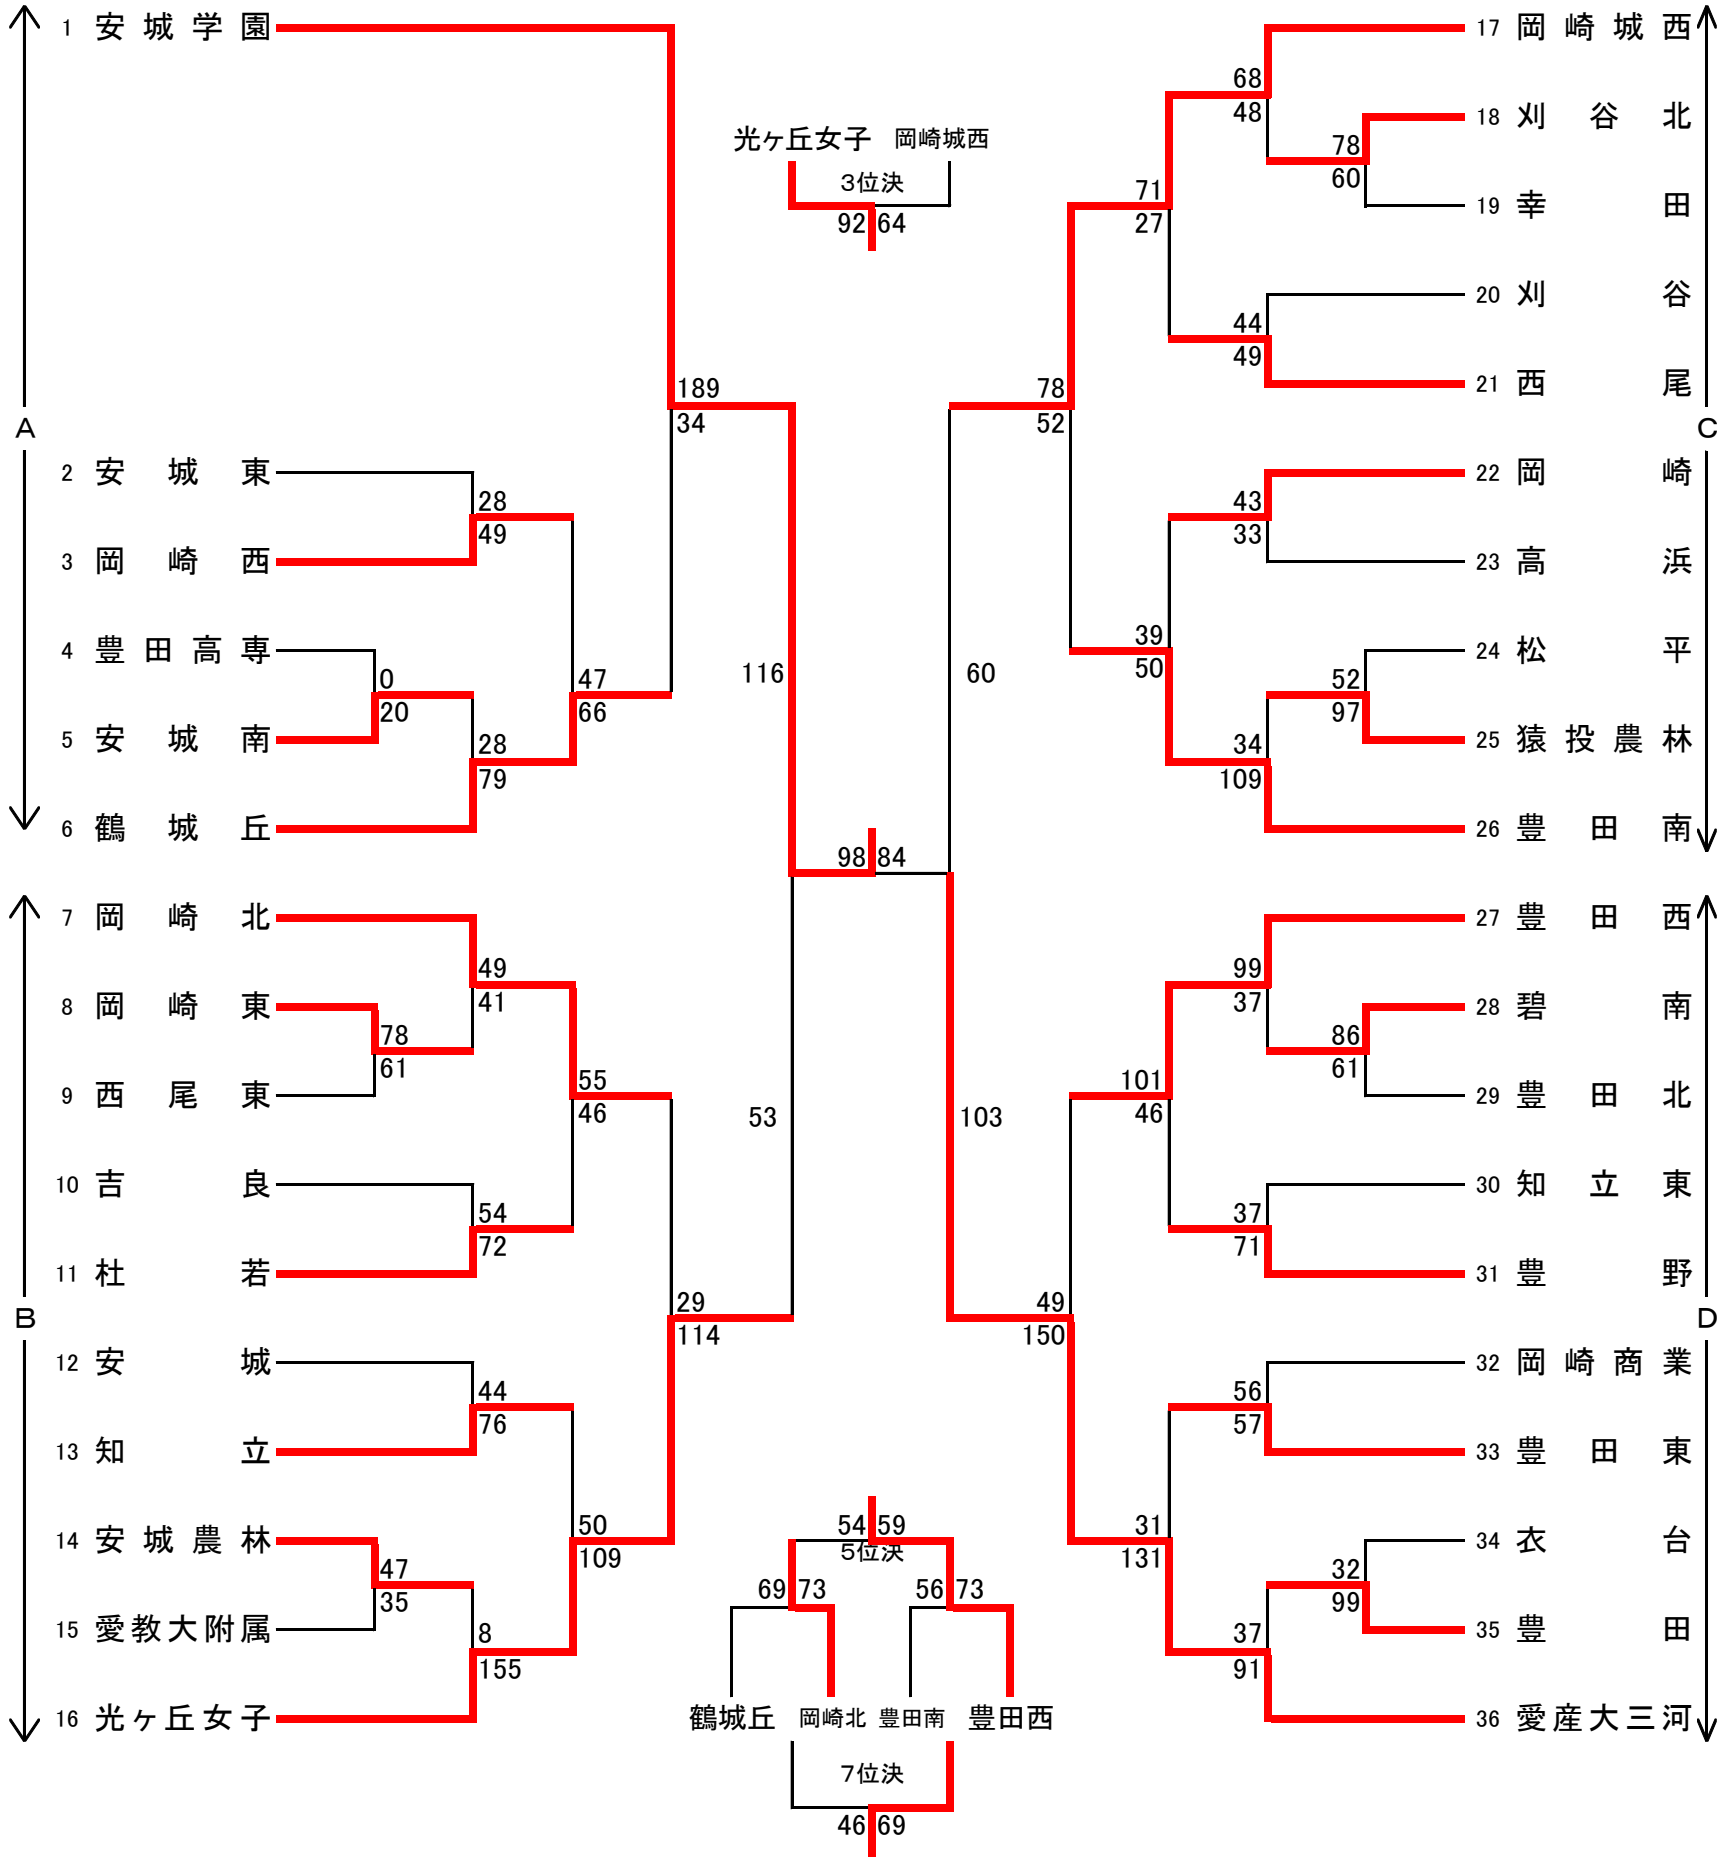 1 安城学園
2 安城東
3 岡崎西
4 豊田高専
5 安城南
6 鶴城丘
A
7 岡崎北
8 岡崎東
9 西尾東
10 吉良
11 杜若
12 安城
13 知立
14 安城農林
15 愛教大附属
16 光ヶ丘女子
B
28
49
0
20
28
79
47
66
189
34
49
41
78
61
55
46
54
72
29
114
44
76
50
109
47
35
8
155
116
53
98 84
60
103
光ヶ丘女子 岡崎城西
3位決
92 64
54 59
5位決
69 73 56 73
鶴城丘 岡崎北 豊田南 豊田西
7位決
46 69
68
48
78
60
71
27
44
49
78
52
43
33
39
50
52
97
34
109
99
37
86
61
101
46
37
71
49
150
56
57
31
131
32
99
37
91
17 岡崎城西
18 刈谷北
19 幸田
20 刈谷
21 西尾
22 岡崎
23 高浜
24 松平
25 猿投農林
26 豊田南
C
27 豊田西
28 碧南
29 豊田北
30 知立東
31 豊野
32 岡崎商業
33 豊田東
34 衣台
35 豊田
36 愛産大三河
D